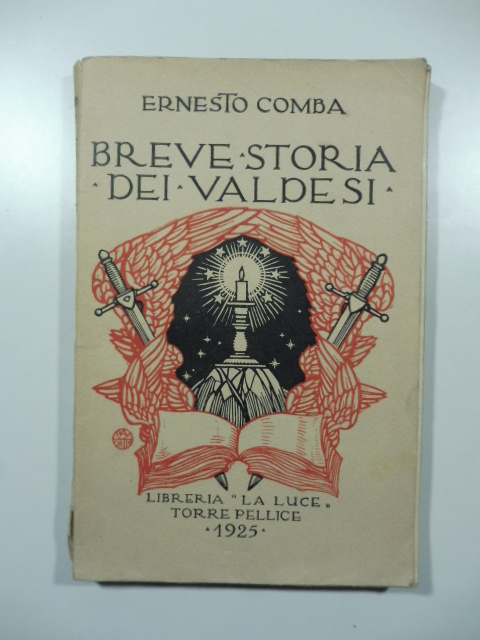 ERNESTO COMBA
BREVE·STORIA
·DEI·VALDESI·
LIBRERIA "LA LUCE"
TORRE PELLICE
·1925·